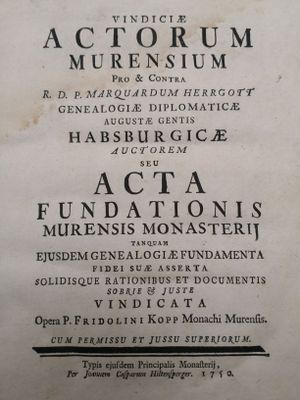 VINDICIÆ
ACTORUM
MURENSIUM
PRO & CONTRA
R. D. P. MARQUARDUM HERRGOTT
GENEALOGIÆ DIPLOMATICÆ
AUGUSTÆ GENTIS
HABSBURGICÆ
AUCTOREM
SEU
ACTA
FUNDATIONIS
MURENSIS MONASTERIJ
TANQUAM
EJUSDEM GENEALOGIÆ FUNDAMENTA
FIDEI SUÆ ASSERTA
SOLIDISQUE RATIONIBUS ET DOCUMENTIS
SOBRIE & JUSTE
VINDICATA
Opera P. FRIDOLINI KOPP Monachi Murensis.
CUM PERMISSU ET JUSSU SUPERIORUM.
Typis ejusdem Principalis Monasterij,
Per Joannem Casparum Hiltensperger. 1750.